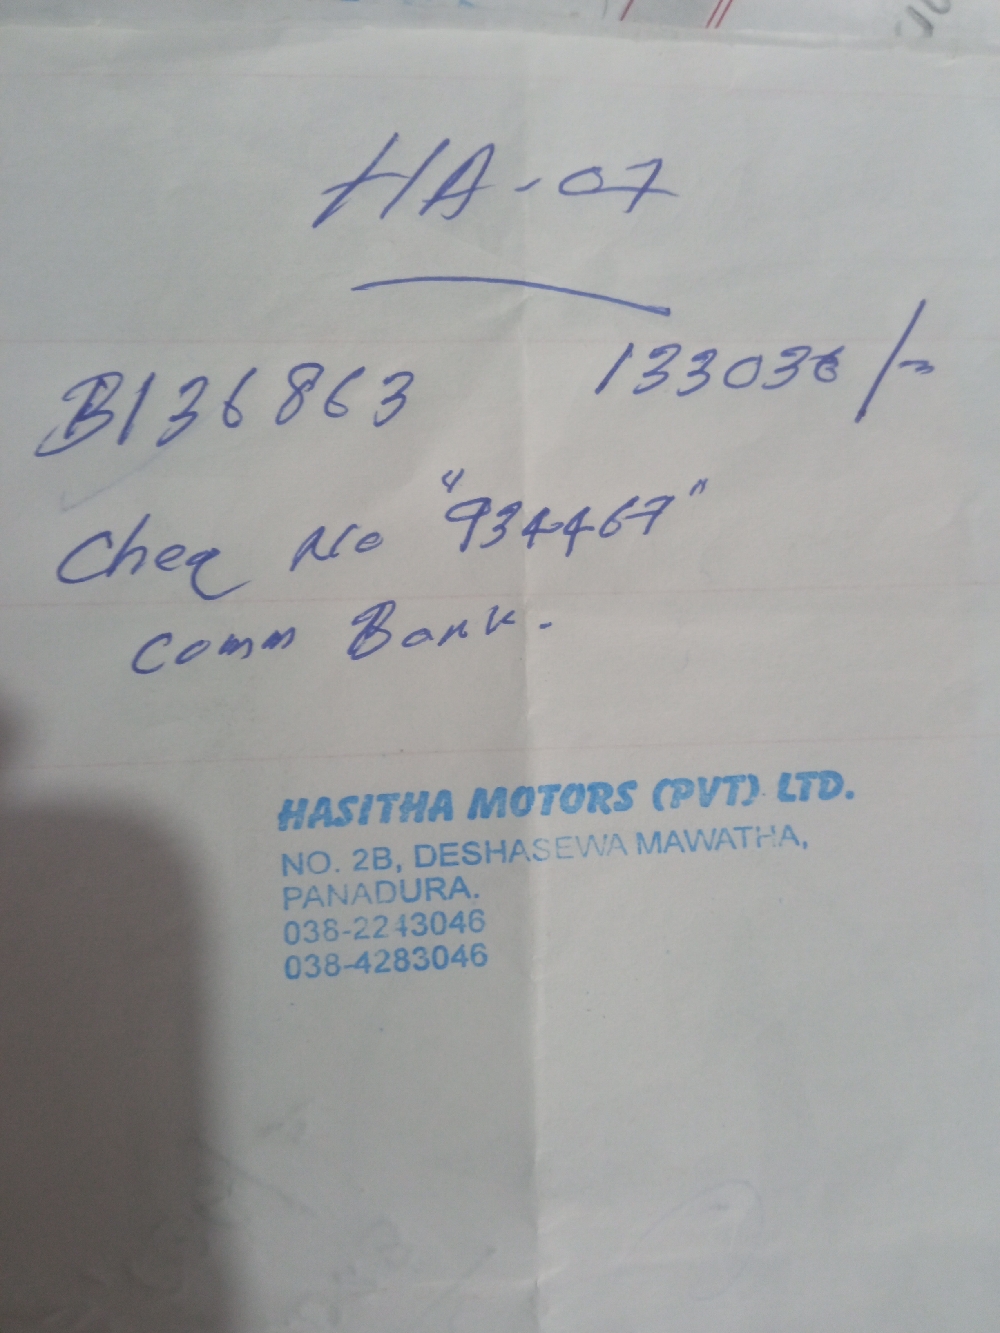 HA-07
B136863 133036/=
Cheq No "934467"
Comm Bank.
HASITHA MOTORS (PVT) LTD.
NO. 2B, DESHASEWA MAWATHA,
PANADURA.
038-2243046
038-4283046